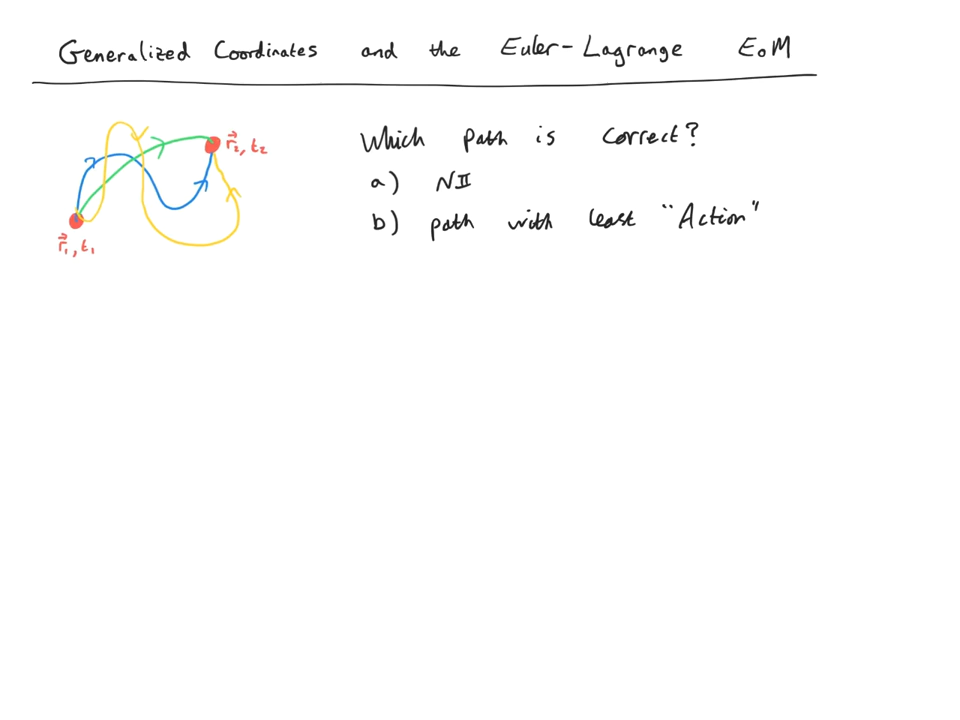 Generalized Coordinates and the Euler-Lagrange EoM
r⃗₂, t₂
r⃗₁, t₁
Which path is correct?
a) NII
b) path with least "Action"